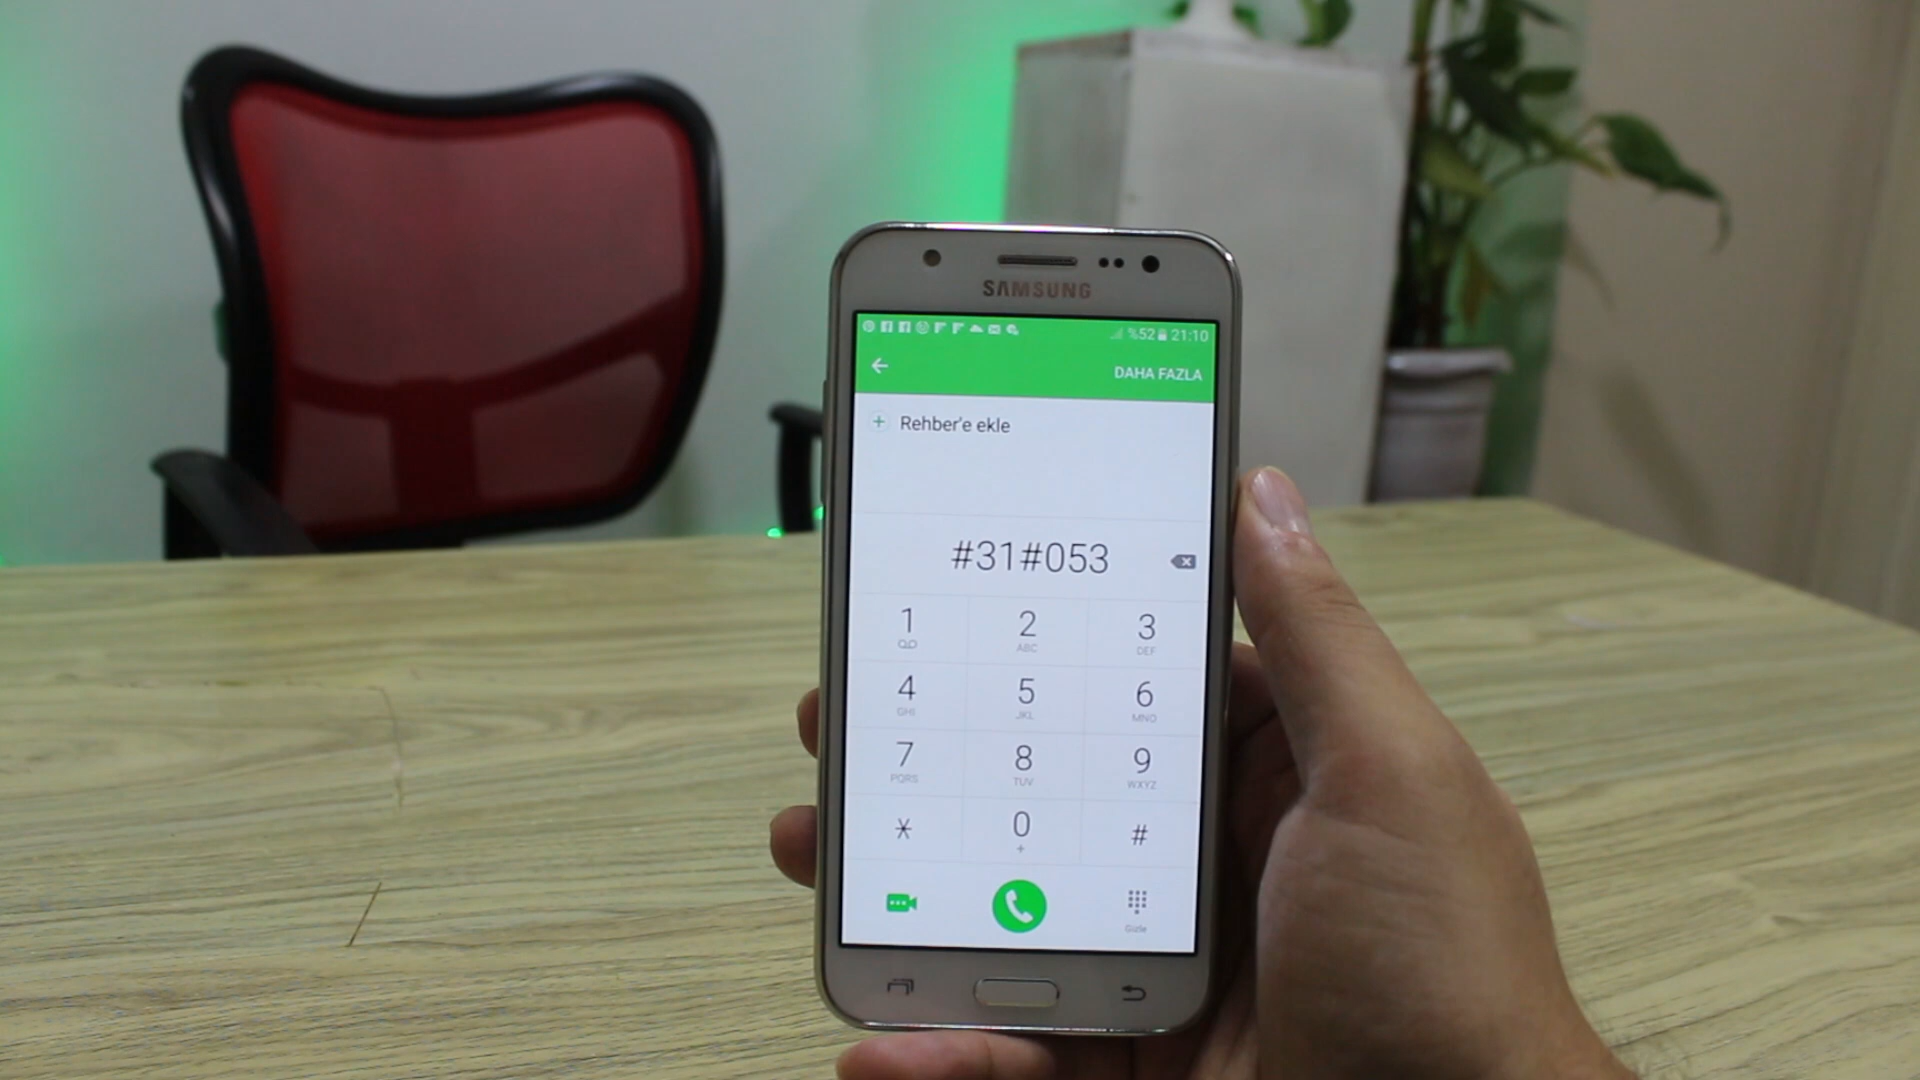 SAMSUNG
%52 21:10
DAHA FAZLA
+ Rehber'e ekle
#31#053
1 2 3
ABC DEF
4 5 6
GHI JKL MNO
7 8 9
PQRS TUV WXYZ
* 0 #
+
Gizle